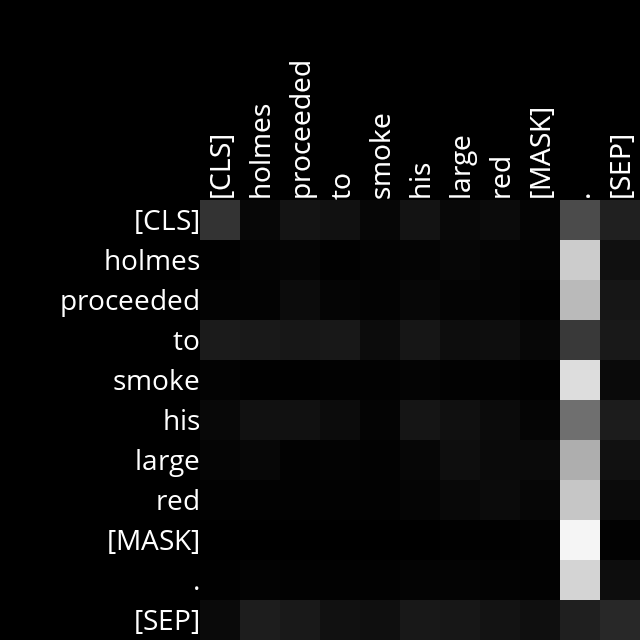 [CLS] holmes proceeded to smoke his large red [MASK] . [SEP]
[CLS]
holmes
proceeded
to
smoke
his
large
red
[MASK]
.
[SEP]